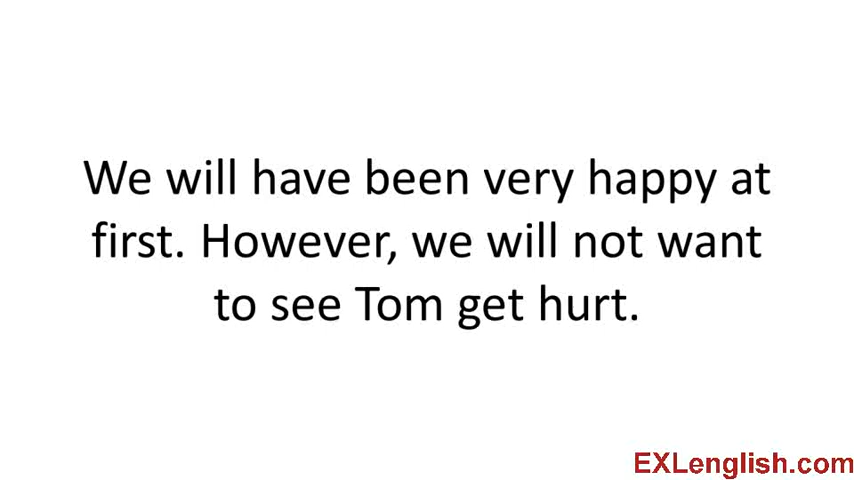 We will have been very happy at
first. However, we will not want
to see Tom get hurt.
EXLenglish.com